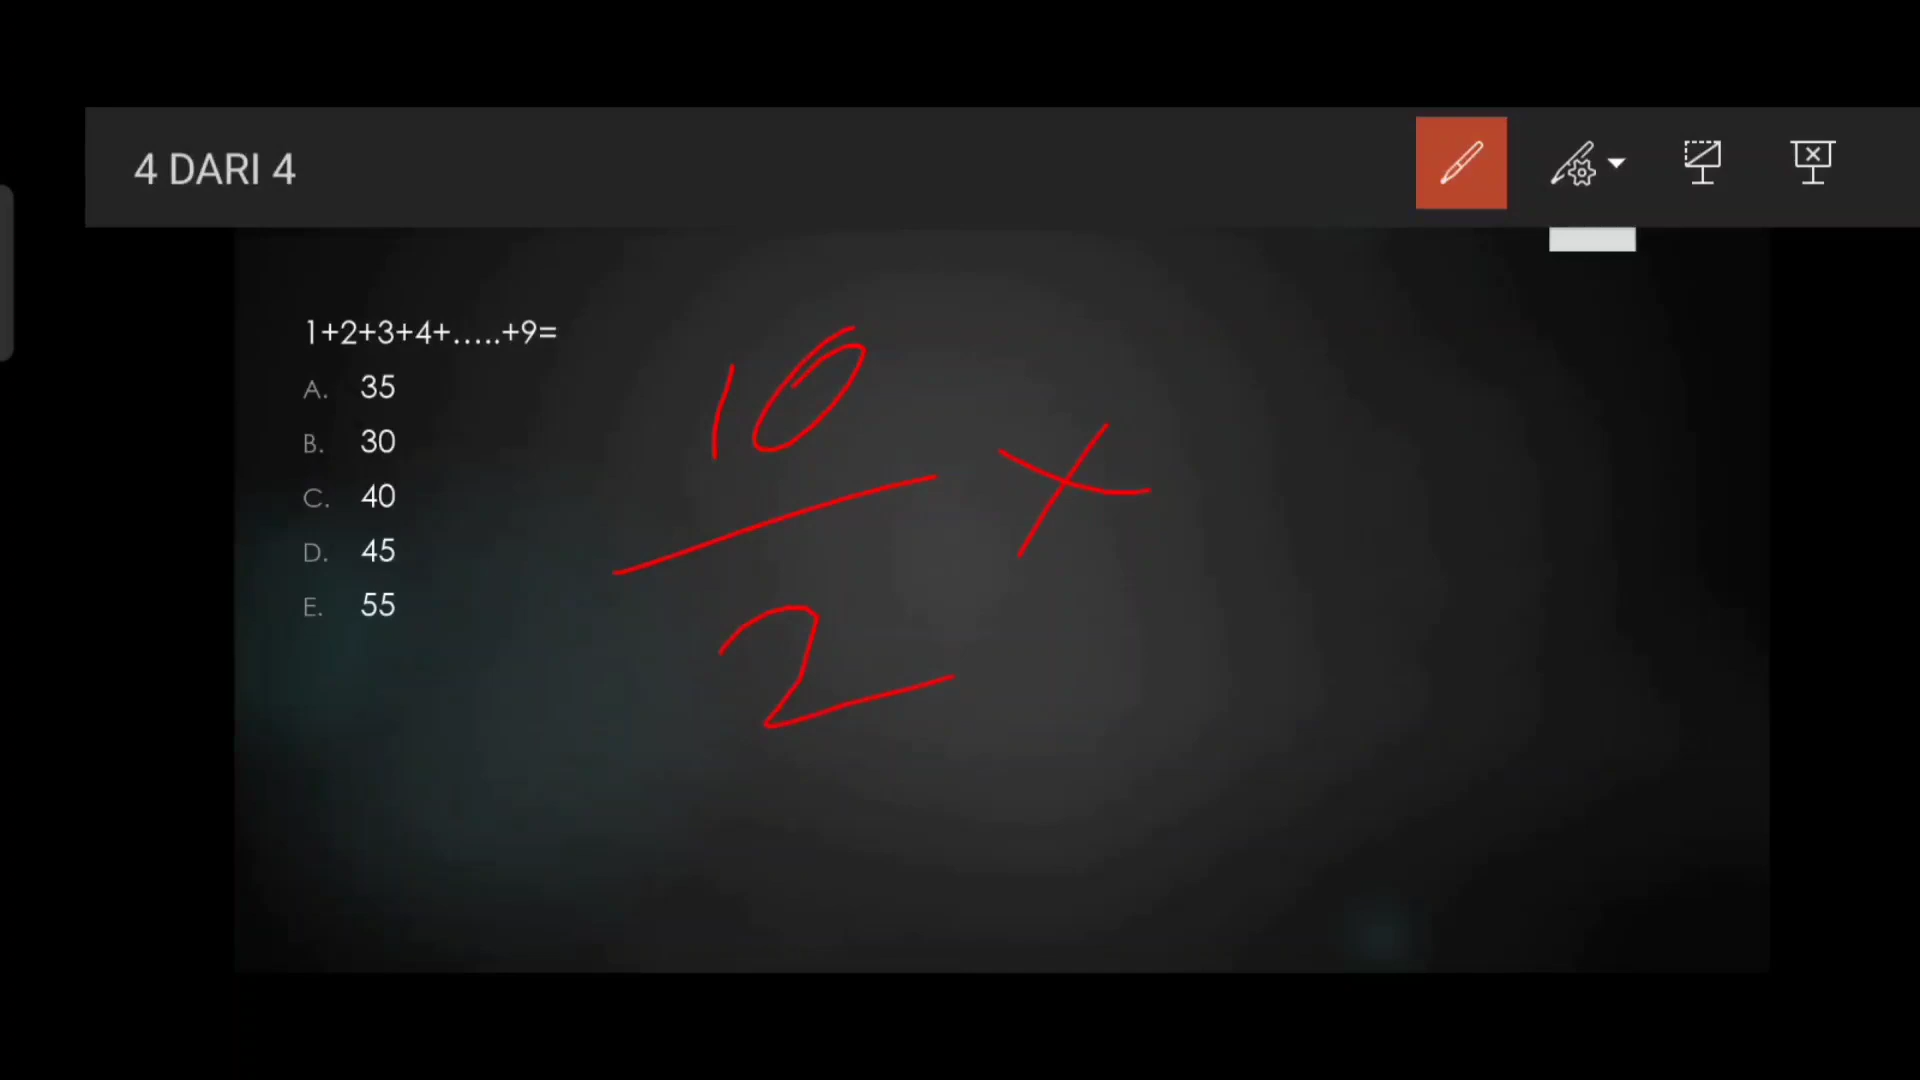 4 DARI 4
1+2+3+4+.....+9=
A. 35
B. 30
C. 40
D. 45
E. 55
10
×
2